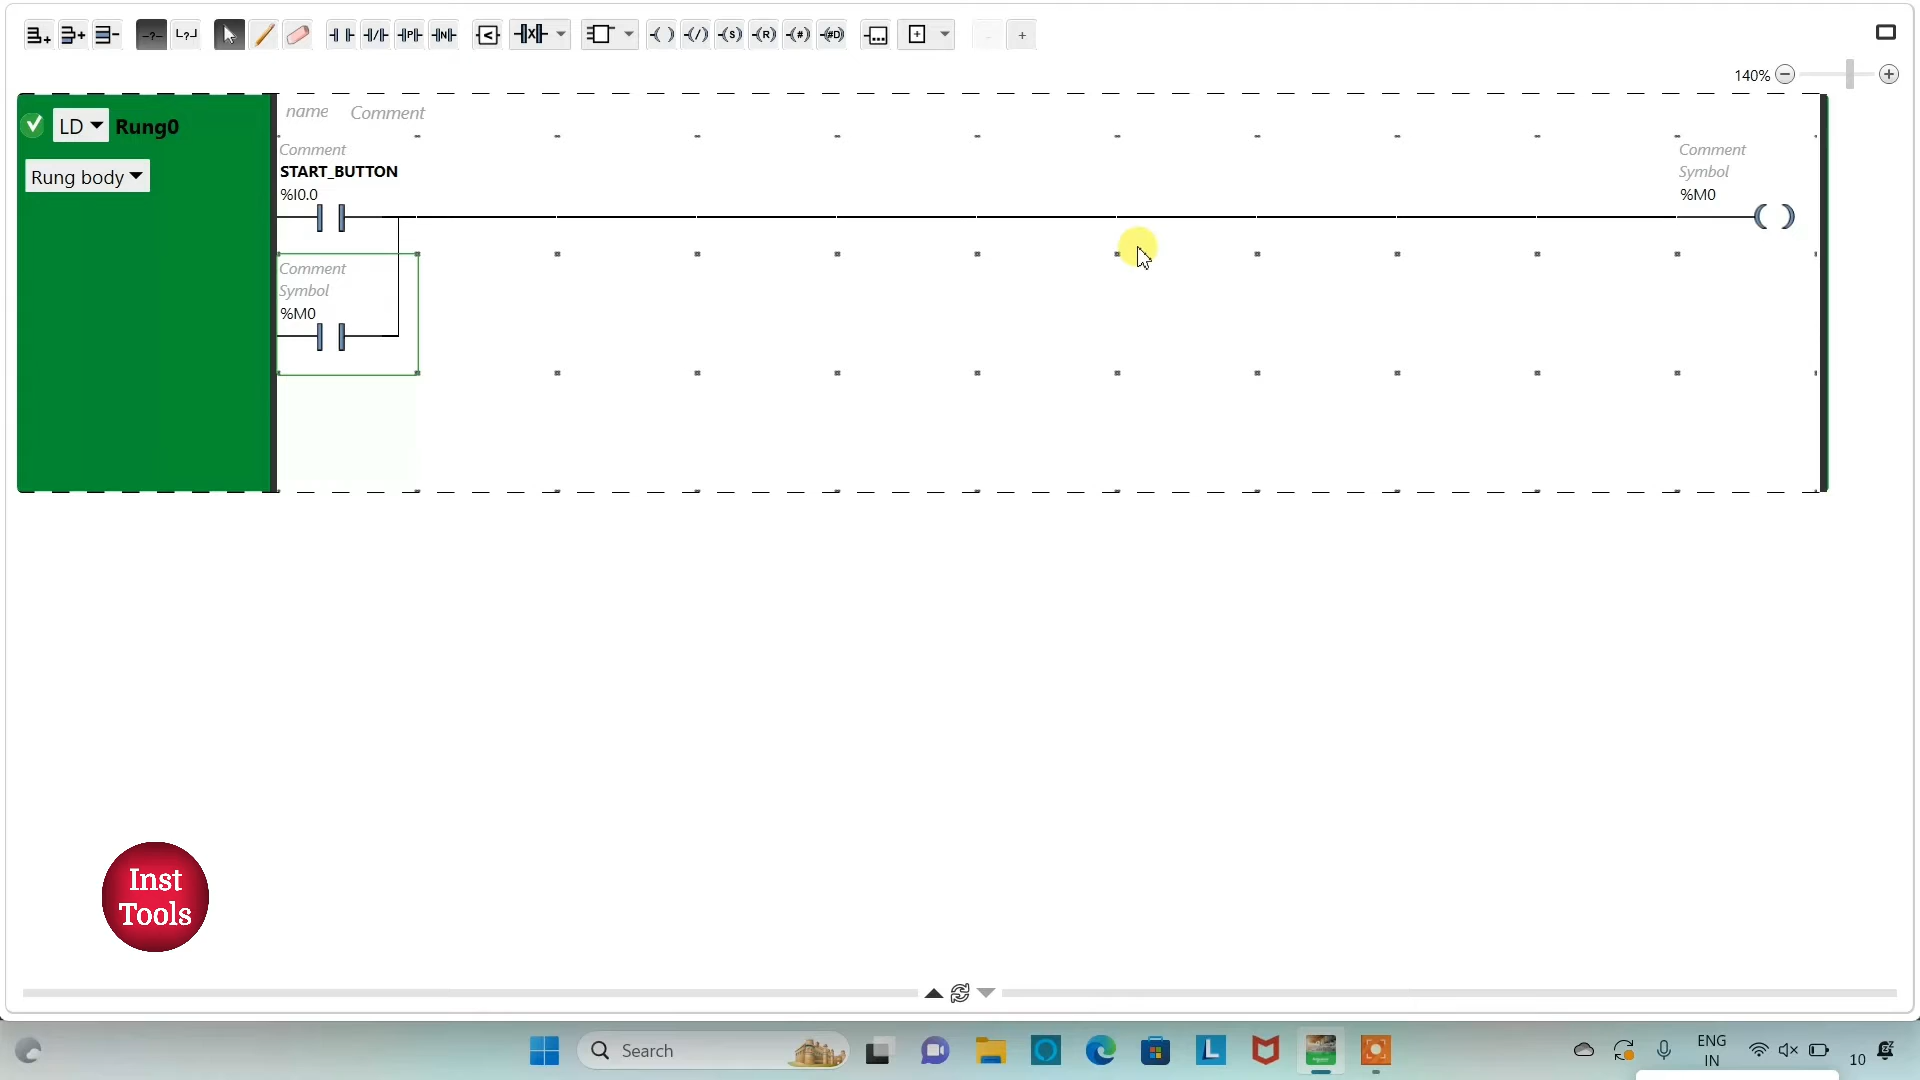 140%
LD
Rung0
name Comment
Rung body
Comment
START_BUTTON
%I0.0
Comment
Symbol
%M0
Comment
Symbol
%M0
Inst
Tools
Search
ENG
IN
10